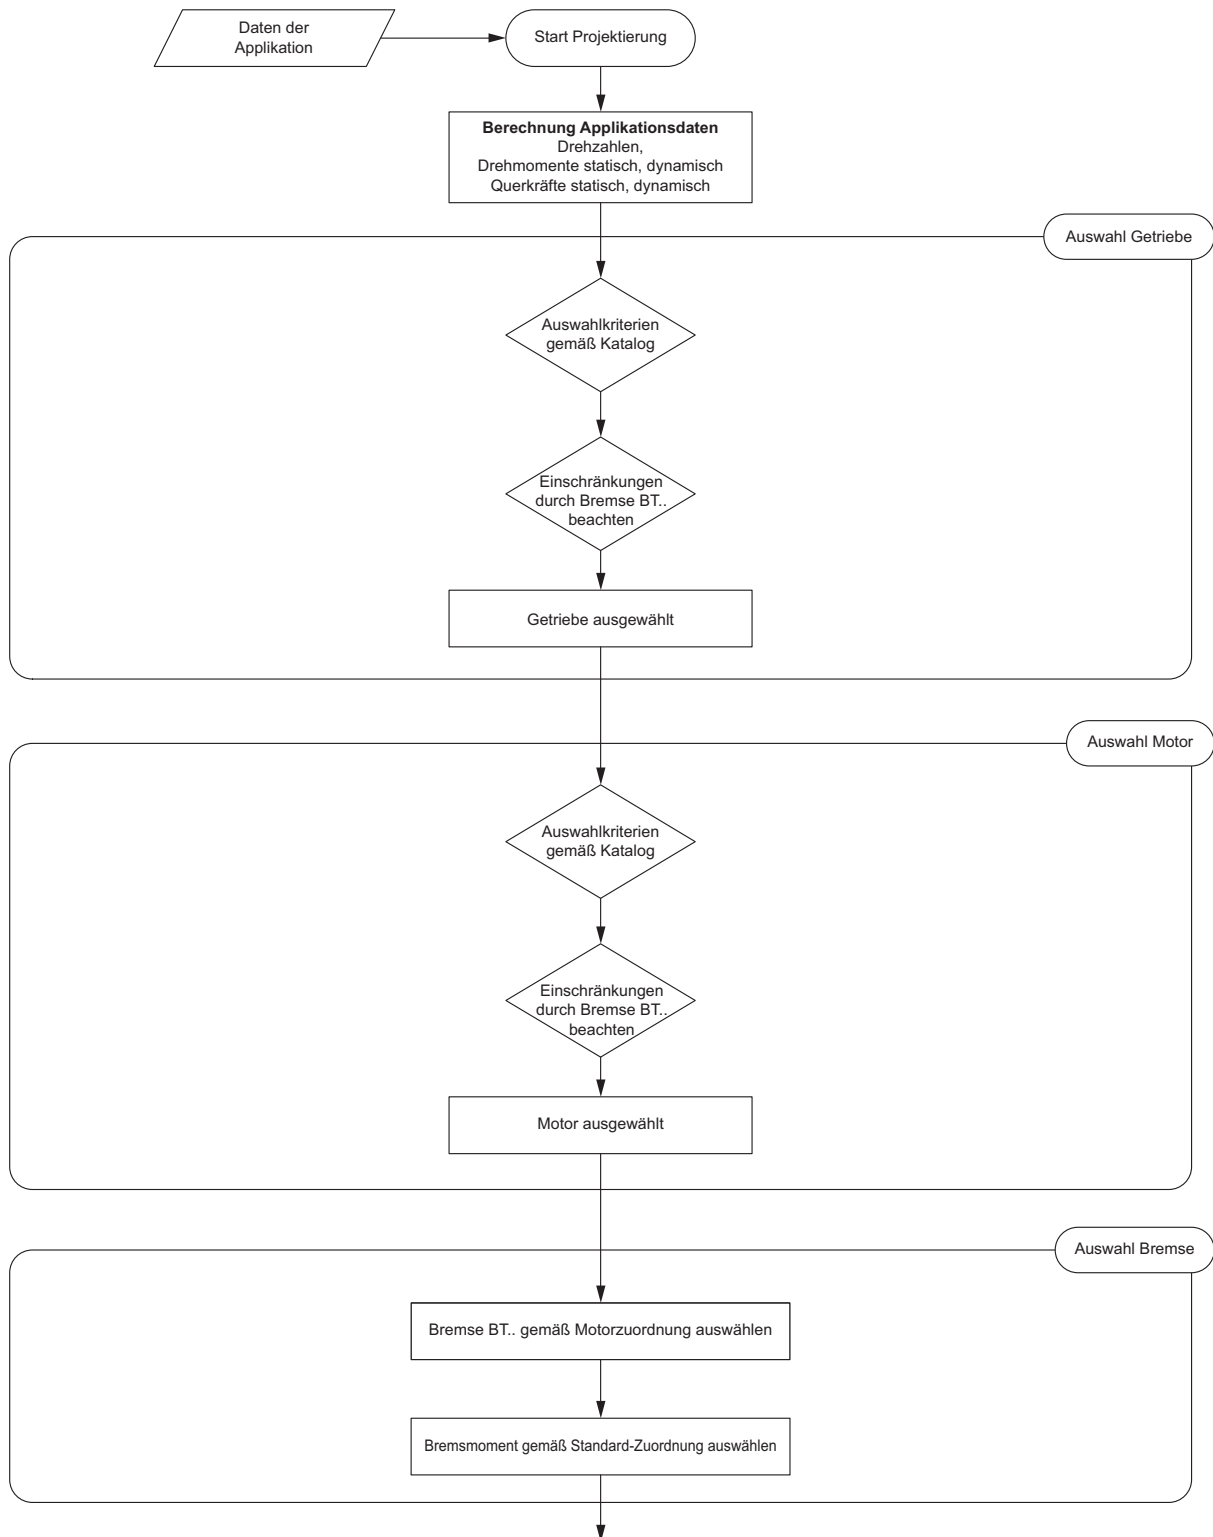 Daten der
Applikation
Start Projektierung
Berechnung Applikationsdaten
Drehzahlen,
Drehmomente statisch, dynamisch
Querkräfte statisch, dynamisch
Auswahl Getriebe
Auswahlkriterien
gemäß Katalog
Einschränkungen
durch Bremse BT..
beachten
Getriebe ausgewählt
Auswahl Motor
Auswahlkriterien
gemäß Katalog
Einschränkungen
durch Bremse BT..
beachten
Motor ausgewählt
Auswahl Bremse
Bremse BT.. gemäß Motorzuordnung auswählen
Bremsmoment gemäß Standard-Zuordnung auswählen